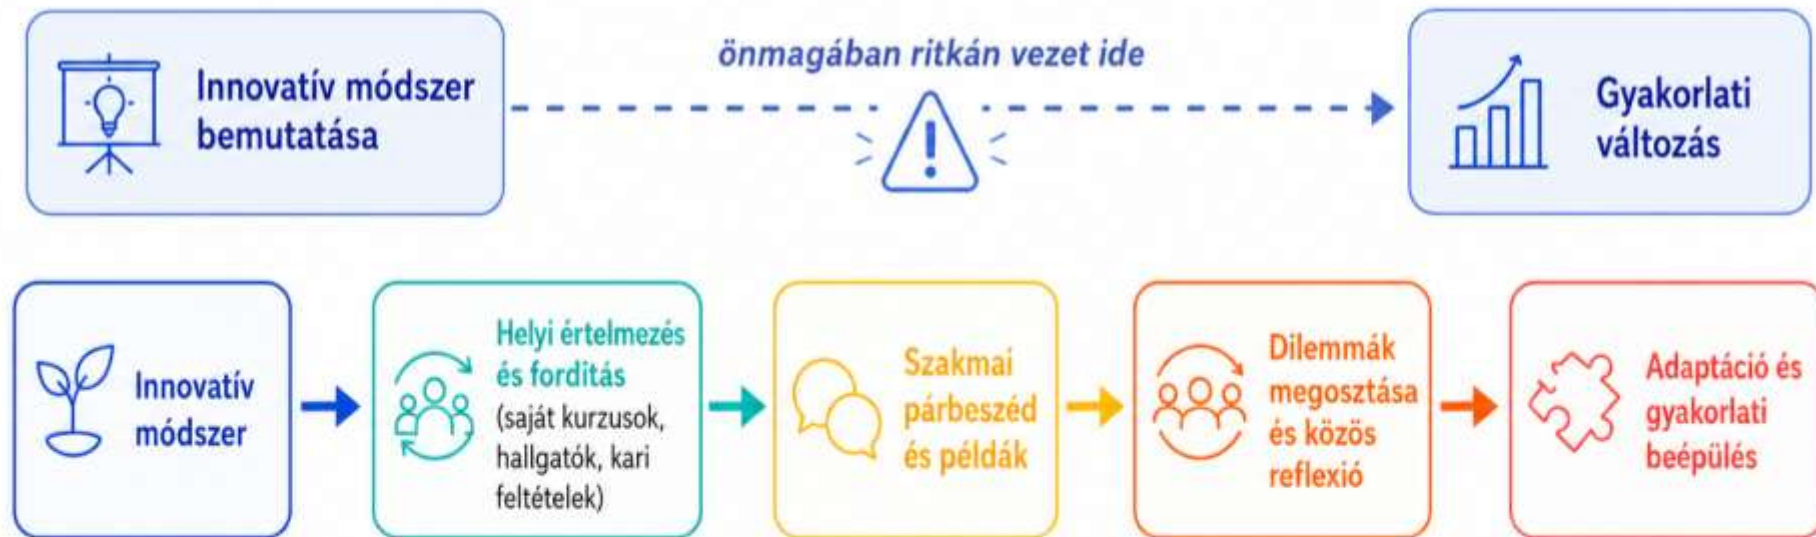 önmagában ritkán vezet ide
Innovatív módszer
bemutatása
Gyakorlati
változás
Innovatív
módszer
Helyi értelmezés
és fordítás
(saját kurzusok,
hallgatók, kari
feltételek)
Szakmai
párbeszéd
és példák
Dilemmák
megosztása
és közös
reflexió
Adaptáció és
gyakorlati
beépülés